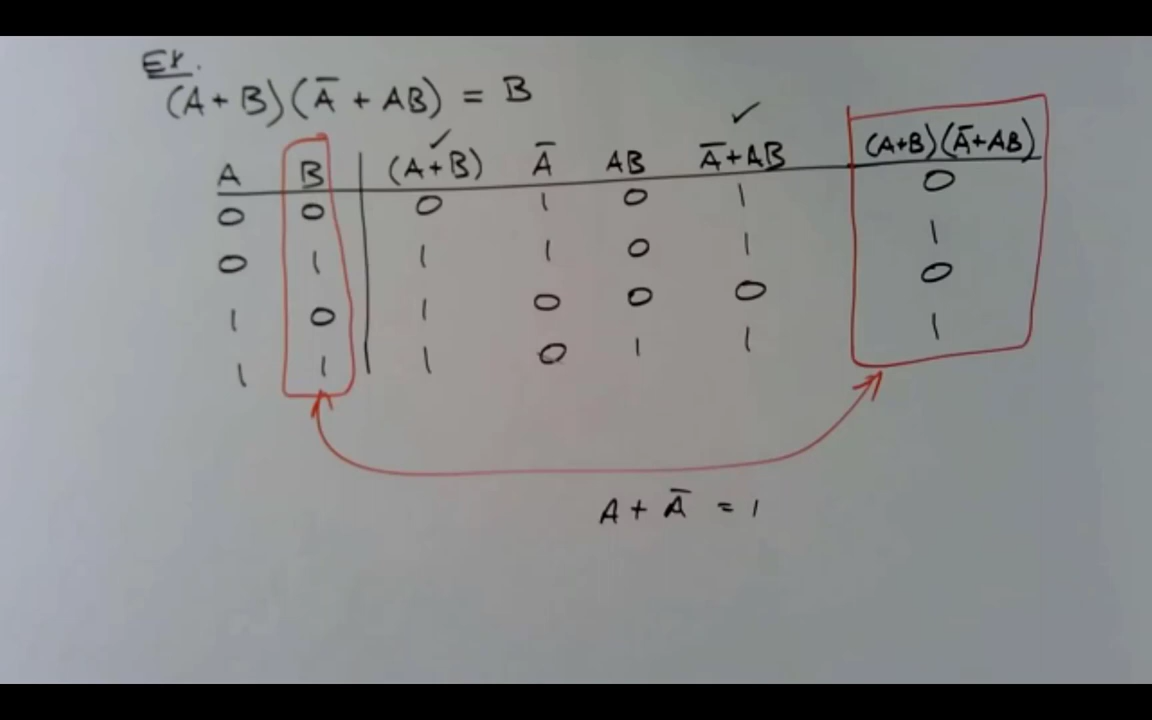 Ex.
(A + B)(A̅ + AB) = B
A B (A+B) A̅ AB A̅+AB (A+B)(A̅+AB)
0 0 0 1 0 1 0
0 1 1 1 0 1 1
1 0 1 0 0 0 0
1 1 1 0 1 1 1
A + A̅ = 1